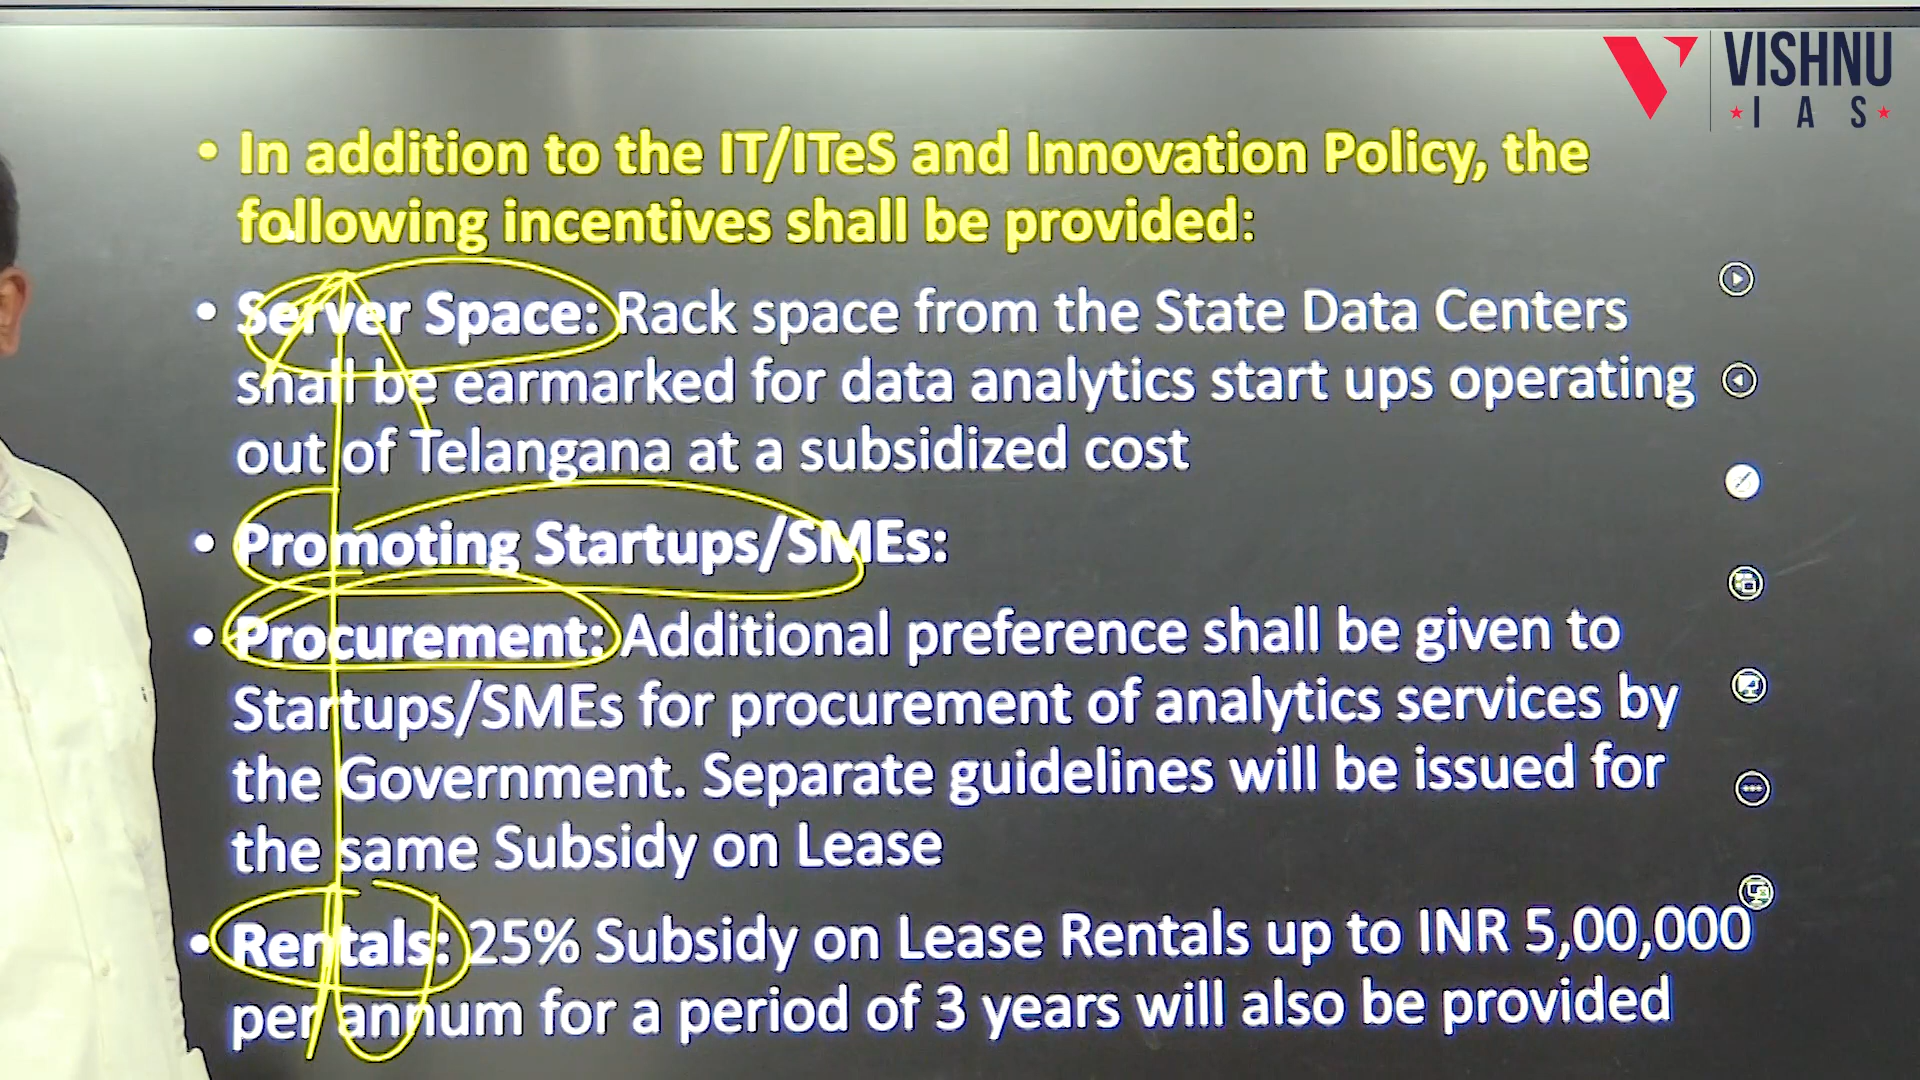 VISHNU
IAS
• In addition to the IT/ITeS and Innovation Policy, the
following incentives shall be provided:
• Server Space: Rack space from the State Data Centers
shall be earmarked for data analytics start ups operating
out of Telangana at a subsidized cost
• Promoting Startups/SMEs:
• Procurement: Additional preference shall be given to
Startups/SMEs for procurement of analytics services by
the Government. Separate guidelines will be issued for
the same Subsidy on Lease
• Rentals: 25% Subsidy on Lease Rentals up to INR 5,00,000
per annum for a period of 3 years will also be provided